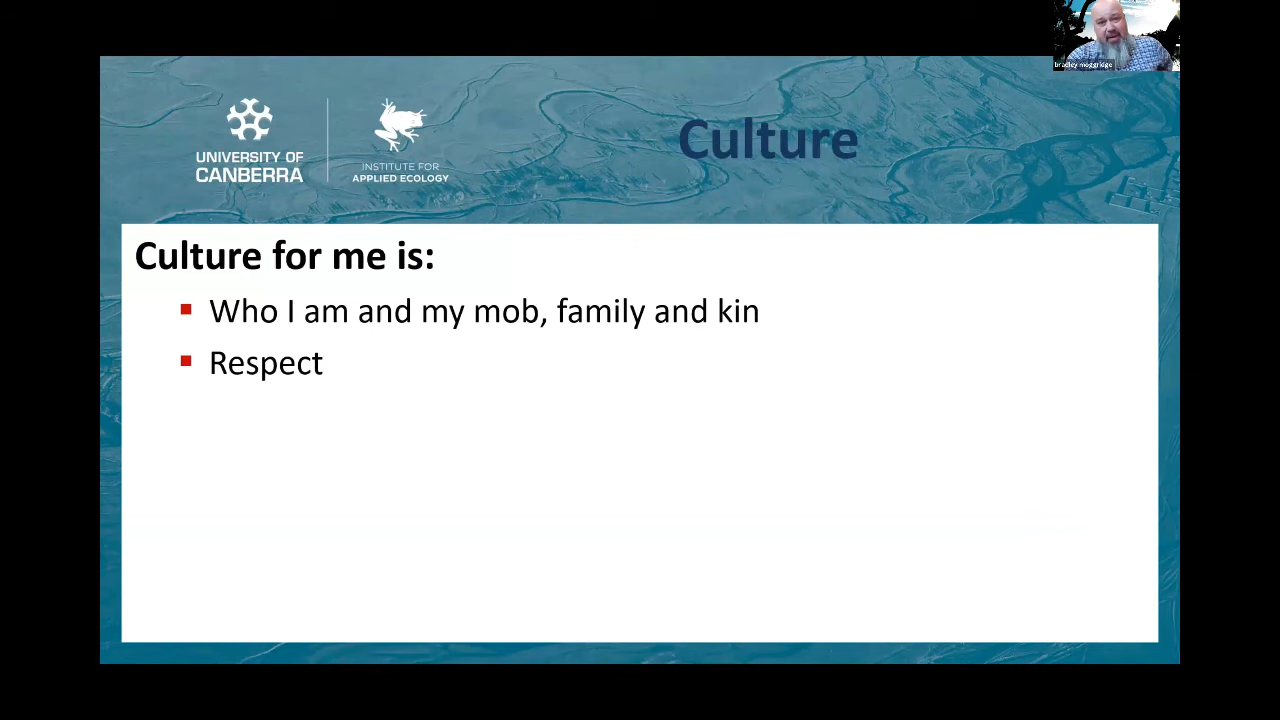 bradley moggridge
UNIVERSITY OF
CANBERRA
INSTITUTE FOR
APPLIED ECOLOGY
Culture
Culture for me is:
Who I am and my mob, family and kin
Respect